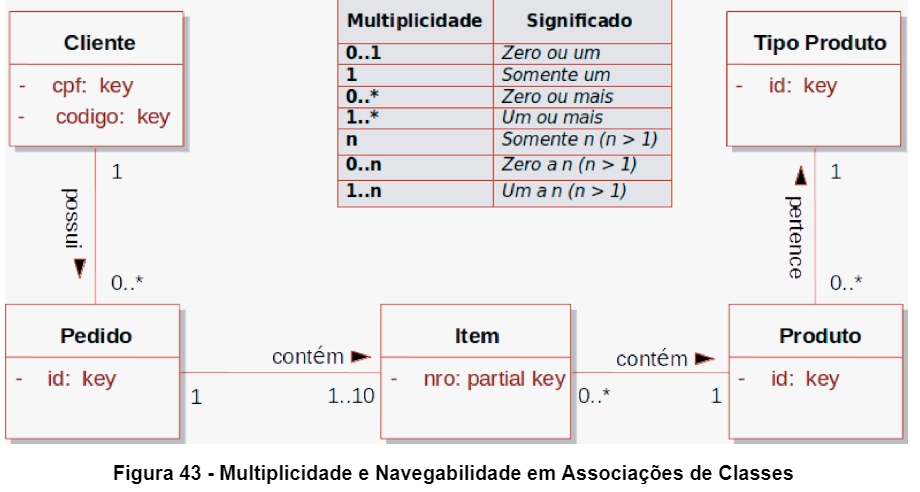 Cliente
- cpf: key
- codigo: key
Multiplicidade Significado
0..1 Zero ou um
1 Somente um
0..* Zero ou mais
1..* Um ou mais
n Somente n (n > 1)
0..n Zero a n (n > 1)
1..n Um a n (n > 1)
Tipo Produto
- id: key
1
possui
0..*
1
pertence
0..*
Pedido
- id: key
1
contém
1..10
Item
- nro: partial key
0..*
contém
1
Produto
- id: key
Figura 43 - Multiplicidade e Navegabilidade em Associações de Classes